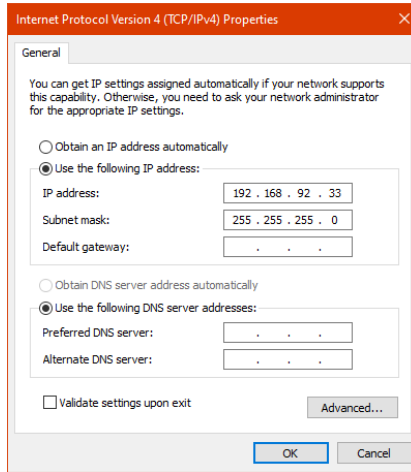 Internet Protocol Version 4 (TCP/IPv4) Properties
General
You can get IP settings assigned automatically if your network supports
this capability. Otherwise, you need to ask your network administrator
for the appropriate IP settings.
Obtain an IP address automatically
Use the following IP address:
IP address: 192 . 168 . 92 . 33
Subnet mask: 255 . 255 . 255 . 0
Default gateway: . . .
Obtain DNS server address automatically
Use the following DNS server addresses:
Preferred DNS server: . . .
Alternate DNS server: . . .
Validate settings upon exit
Advanced...
OK Cancel